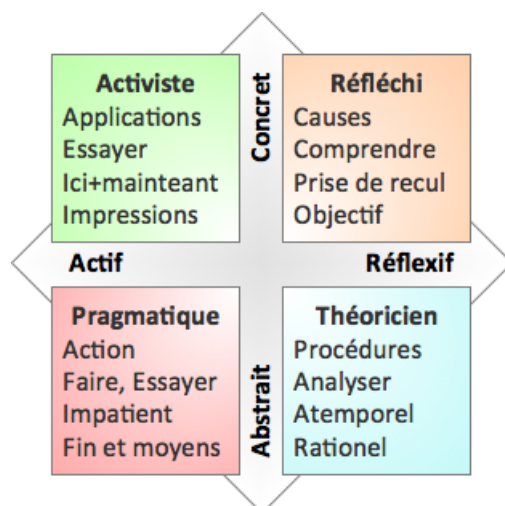 Activiste
Applications
Essayer
Ici+mainteant
Impressions
Concret
Réfléchi
Causes
Comprendre
Prise de recul
Objectif
Actif
Réflexif
Pragmatique
Action
Faire, Essayer
Impatient
Fin et moyens
Abstrait
Théoricien
Procédures
Analyser
Atemporel
Rationel